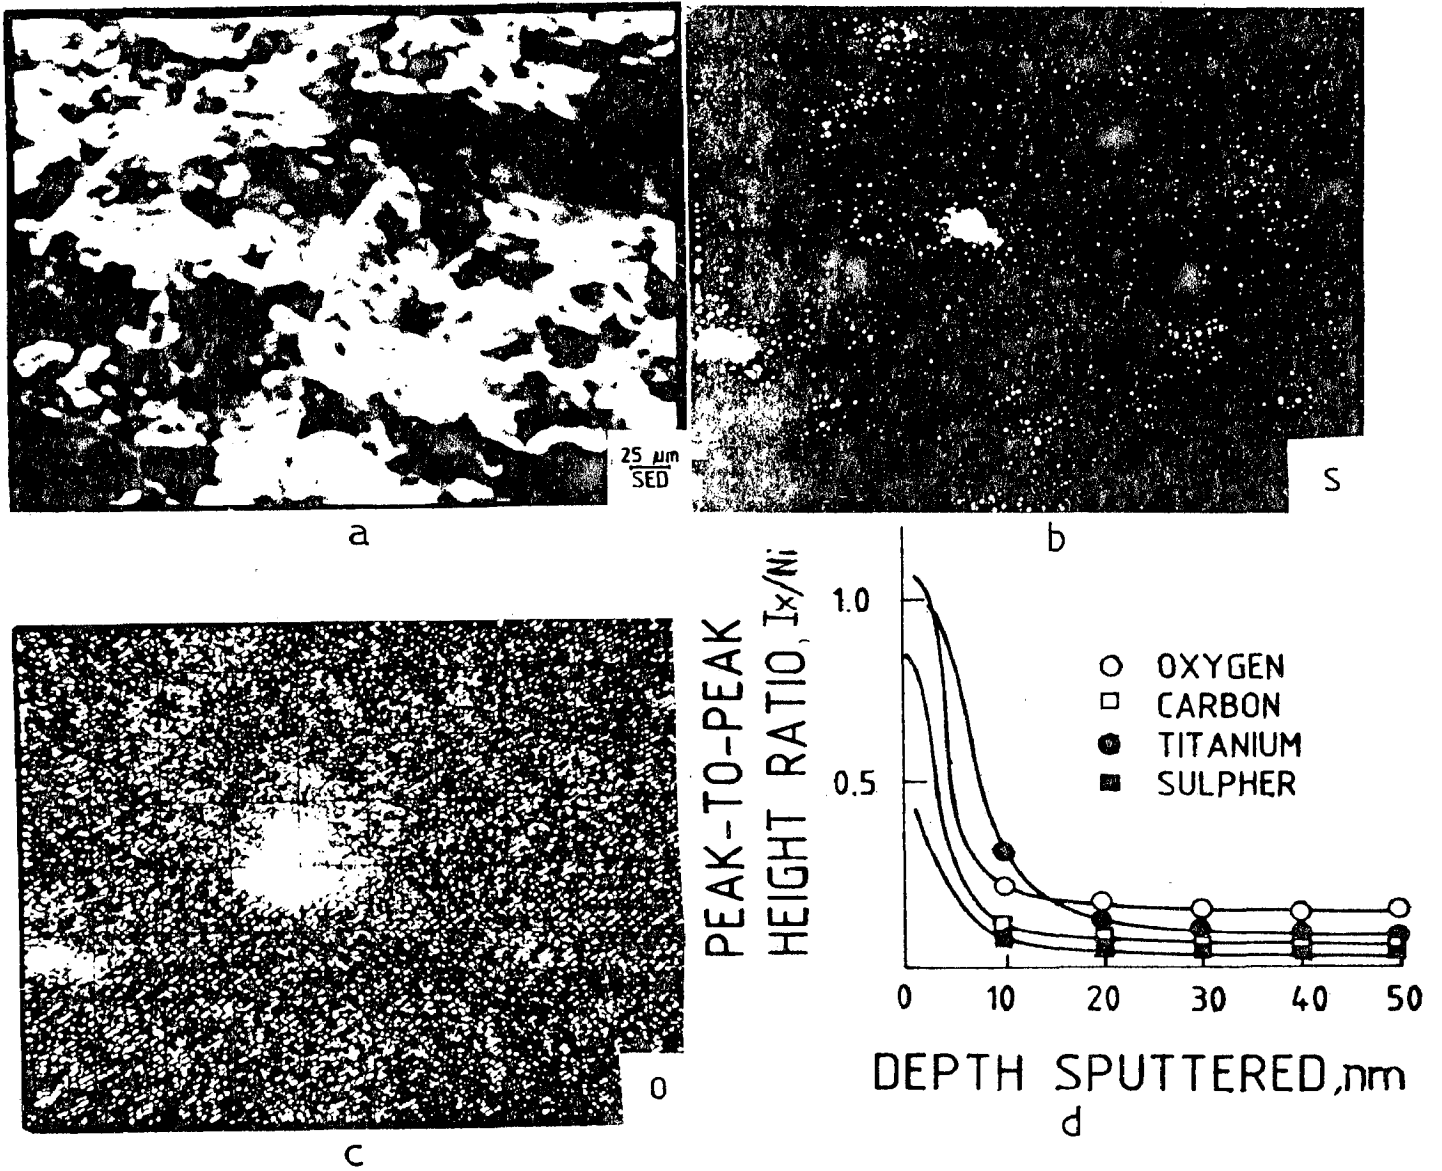 25 µm
SED
a
S
b
O
c
PEAK-TO-PEAK
HEIGHT RATIO, Ix/Ni
1.0
0.5
OXYGEN
CARBON
TITANIUM
SULPHER
0 10 20 30 40 50
DEPTH SPUTTERED, nm
d